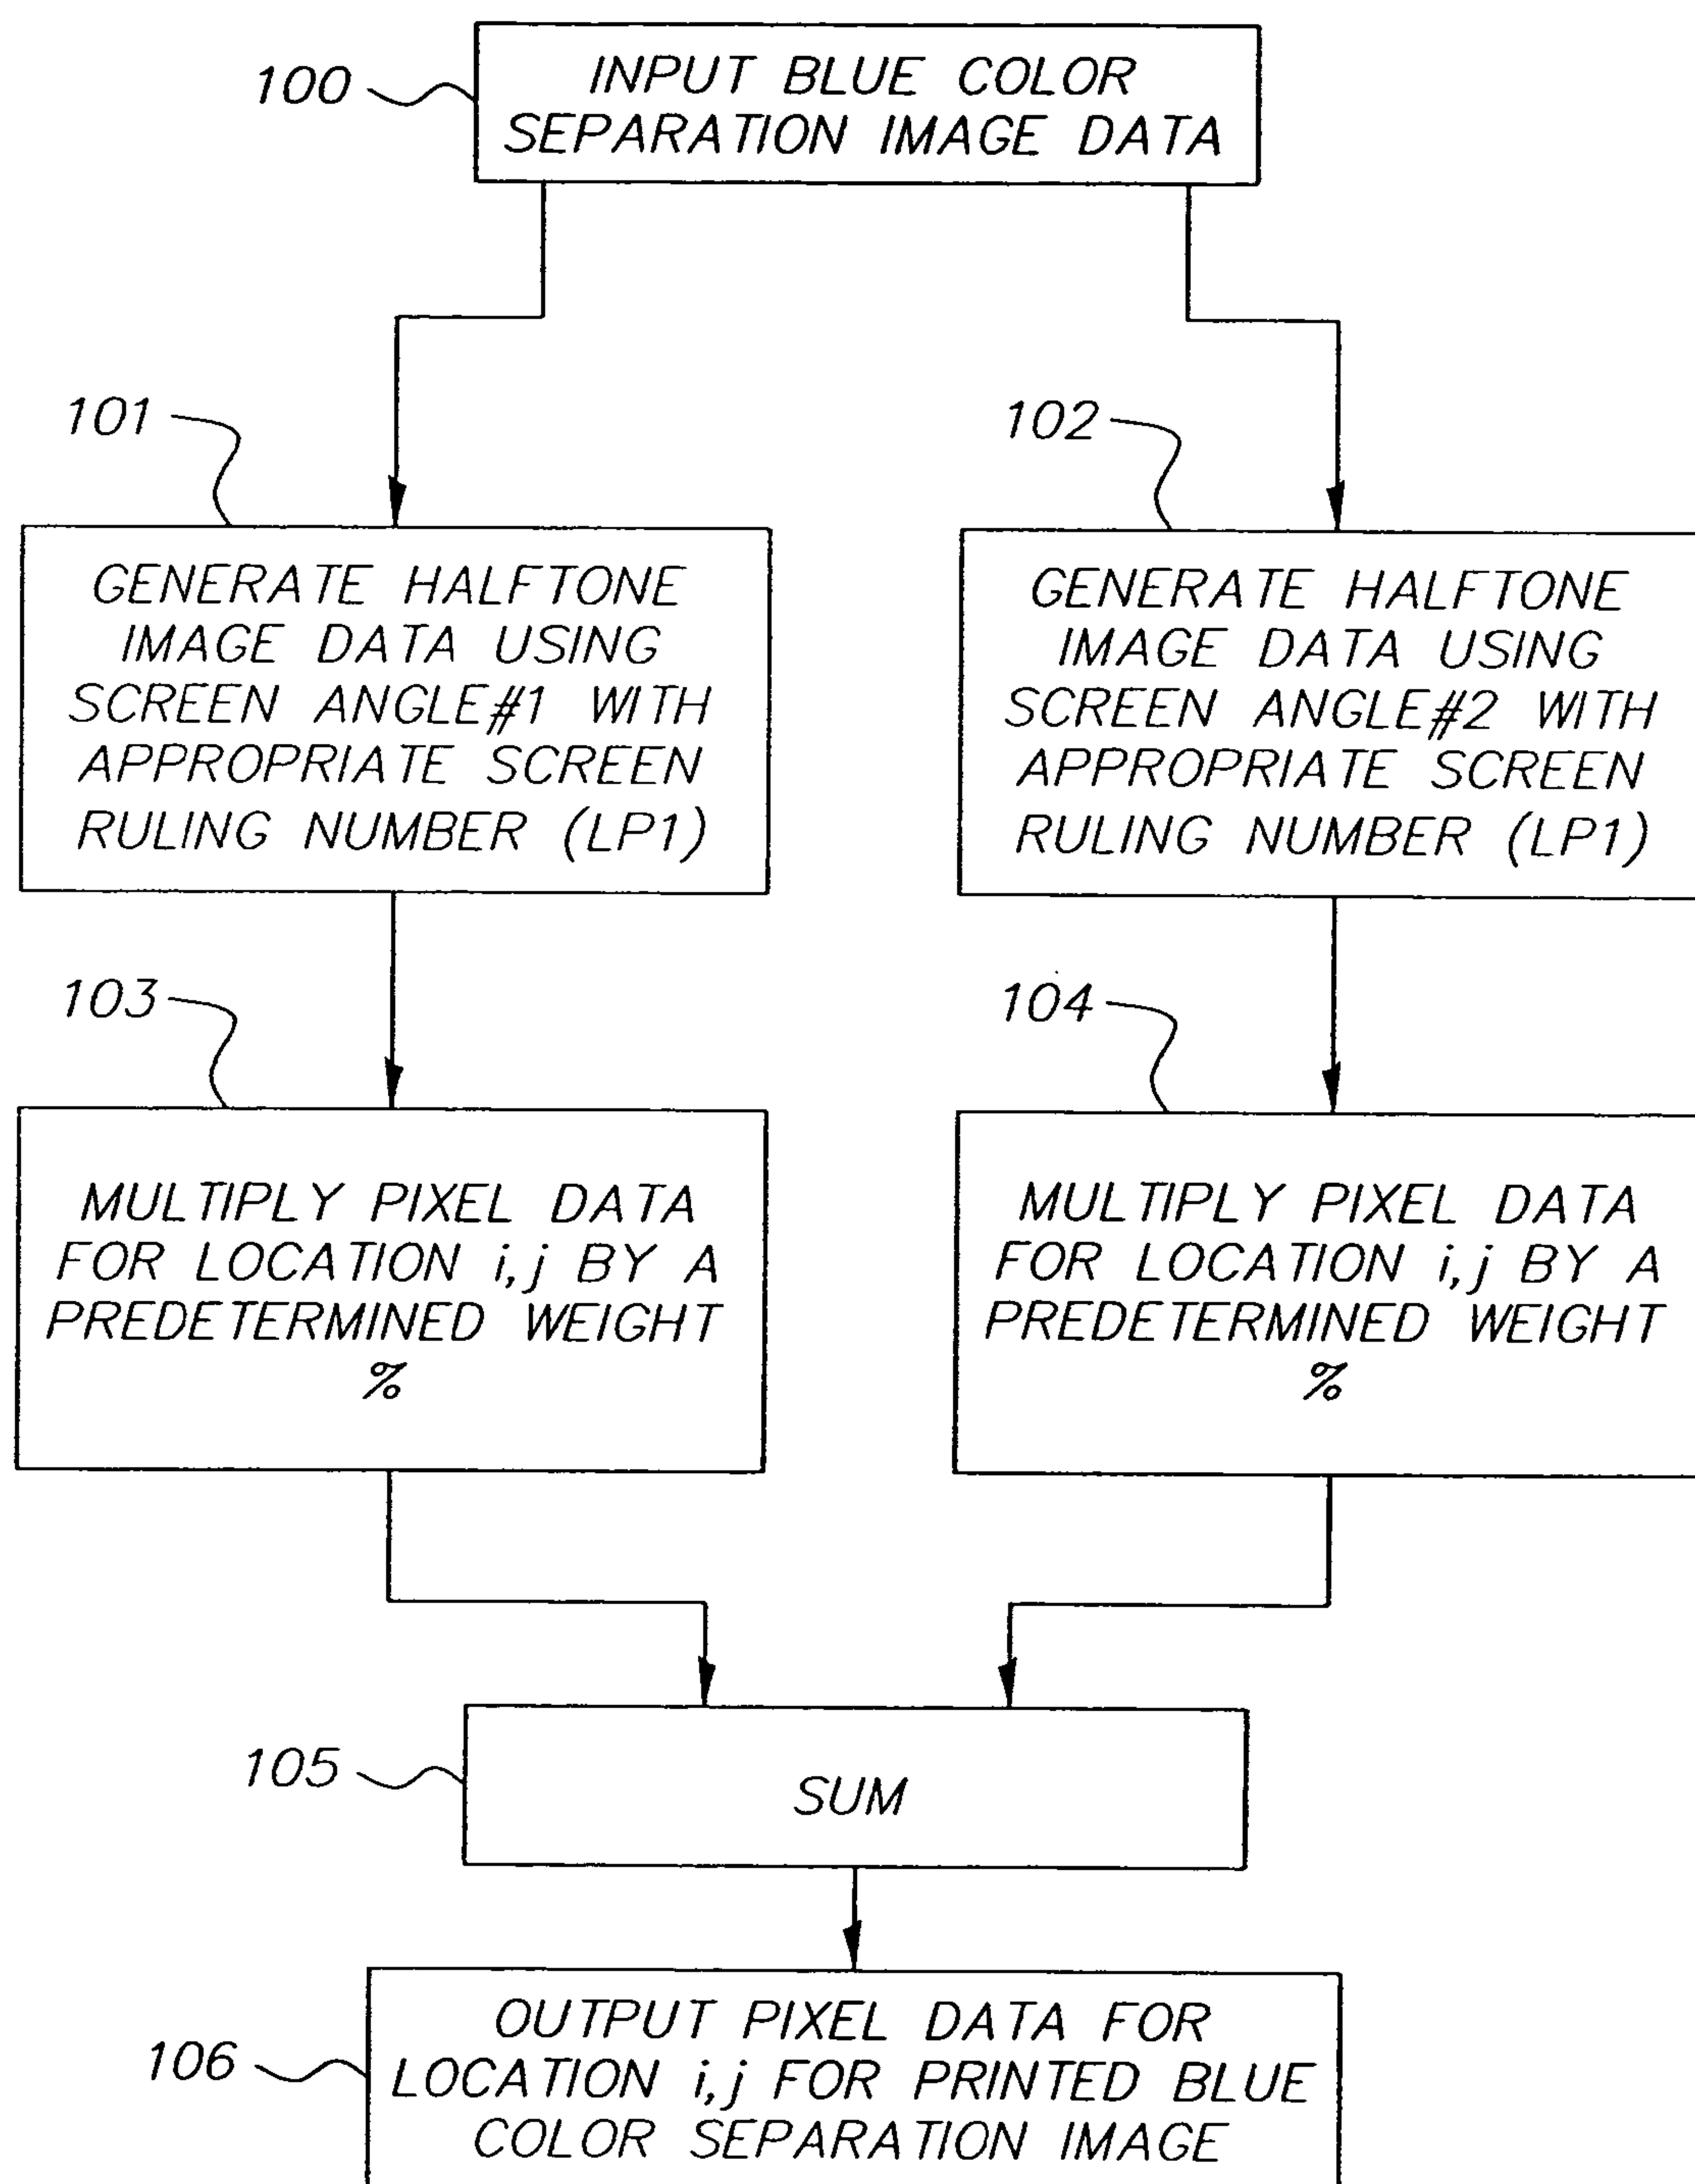 100
INPUT BLUE COLOR
SEPARATION IMAGE DATA
101
GENERATE HALFTONE
IMAGE DATA USING
SCREEN ANGLE#1 WITH
APPROPRIATE SCREEN
RULING NUMBER (LP1)
102
GENERATE HALFTONE
IMAGE DATA USING
SCREEN ANGLE#2 WITH
APPROPRIATE SCREEN
RULING NUMBER (LP1)
103
MULTIPLY PIXEL DATA
FOR LOCATION i,j BY A
PREDETERMINED WEIGHT
%
104
MULTIPLY PIXEL DATA
FOR LOCATION i,j BY A
PREDETERMINED WEIGHT
%
105
SUM
106
OUTPUT PIXEL DATA FOR
LOCATION i,j FOR PRINTED BLUE
COLOR SEPARATION IMAGE